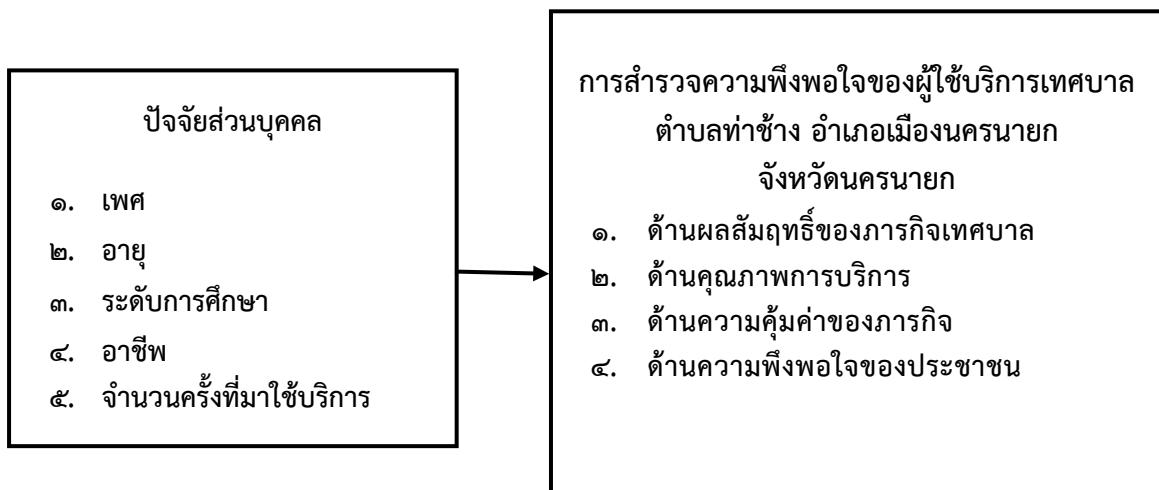 ปัจจัยส่วนบุคคล
๑. เพศ
๒. อายุ
๓. ระดับการศึกษา
๔. อาชีพ
๕. จำนวนครั้งที่มาใช้บริการ
การสำรวจความพึงพอใจของผู้ใช้บริการเทศบาล
ตำบลท่าช้าง อำเภอเมืองนครนายก
จังหวัดนครนายก
๑. ด้านผลสัมฤทธิ์ของภารกิจเทศบาล
๒. ด้านคุณภาพการบริการ
๓. ด้านความคุ้มค่าของภารกิจ
๔. ด้านความพึงพอใจของประชาชน